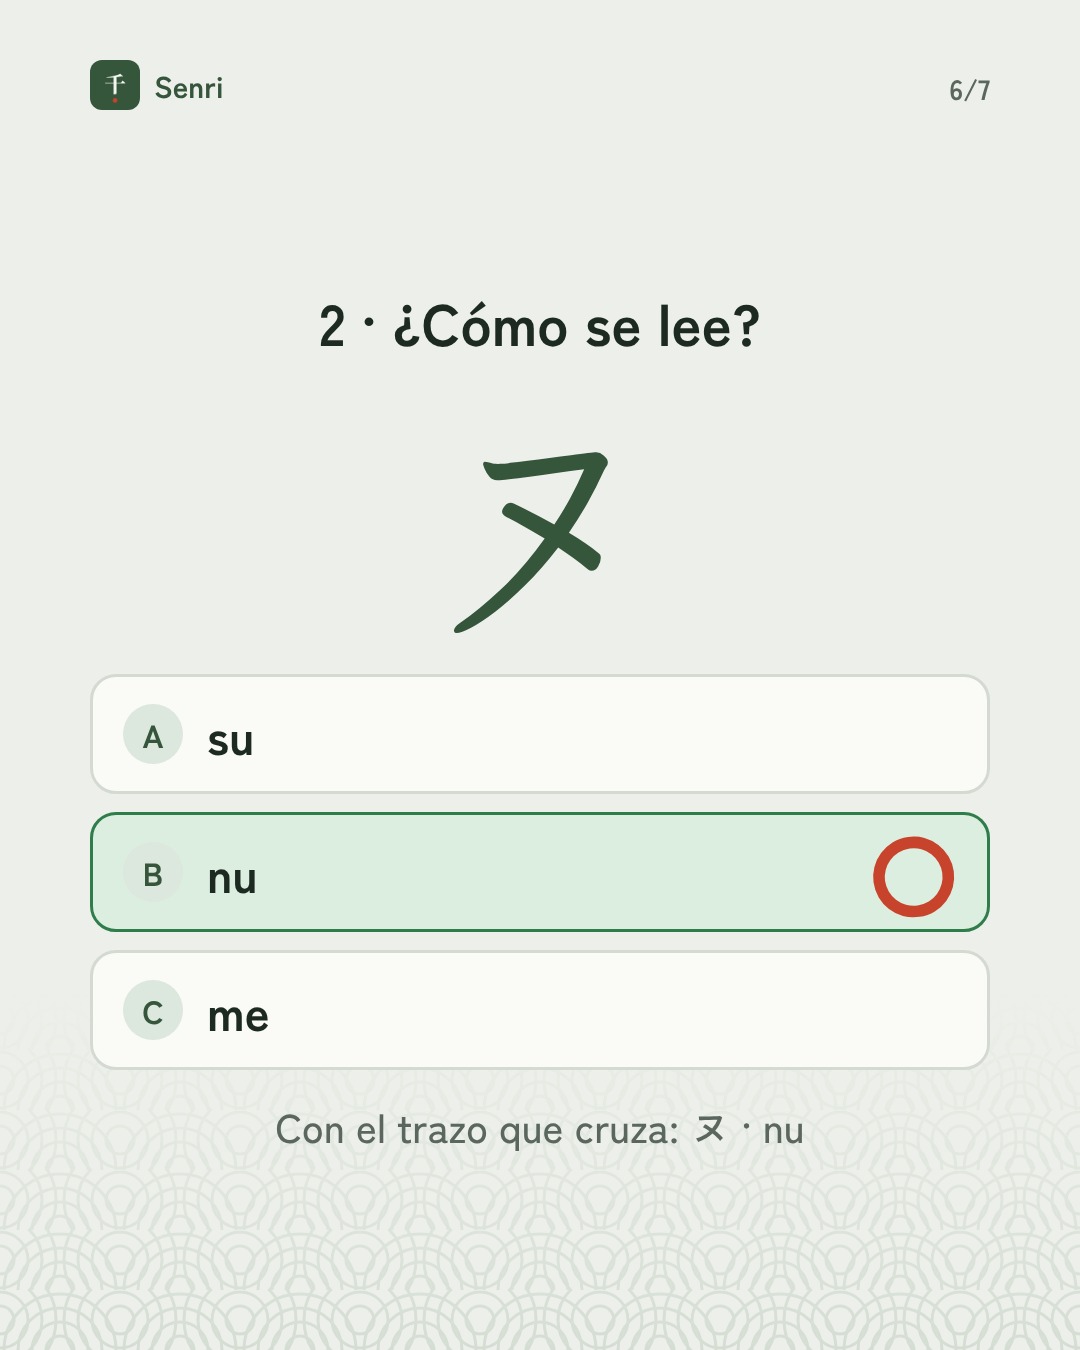 千 Senri
6/7
2 · ¿Cómo se lee?
ヌ
A su
B nu
C me
Con el trazo que cruza: ヌ · nu